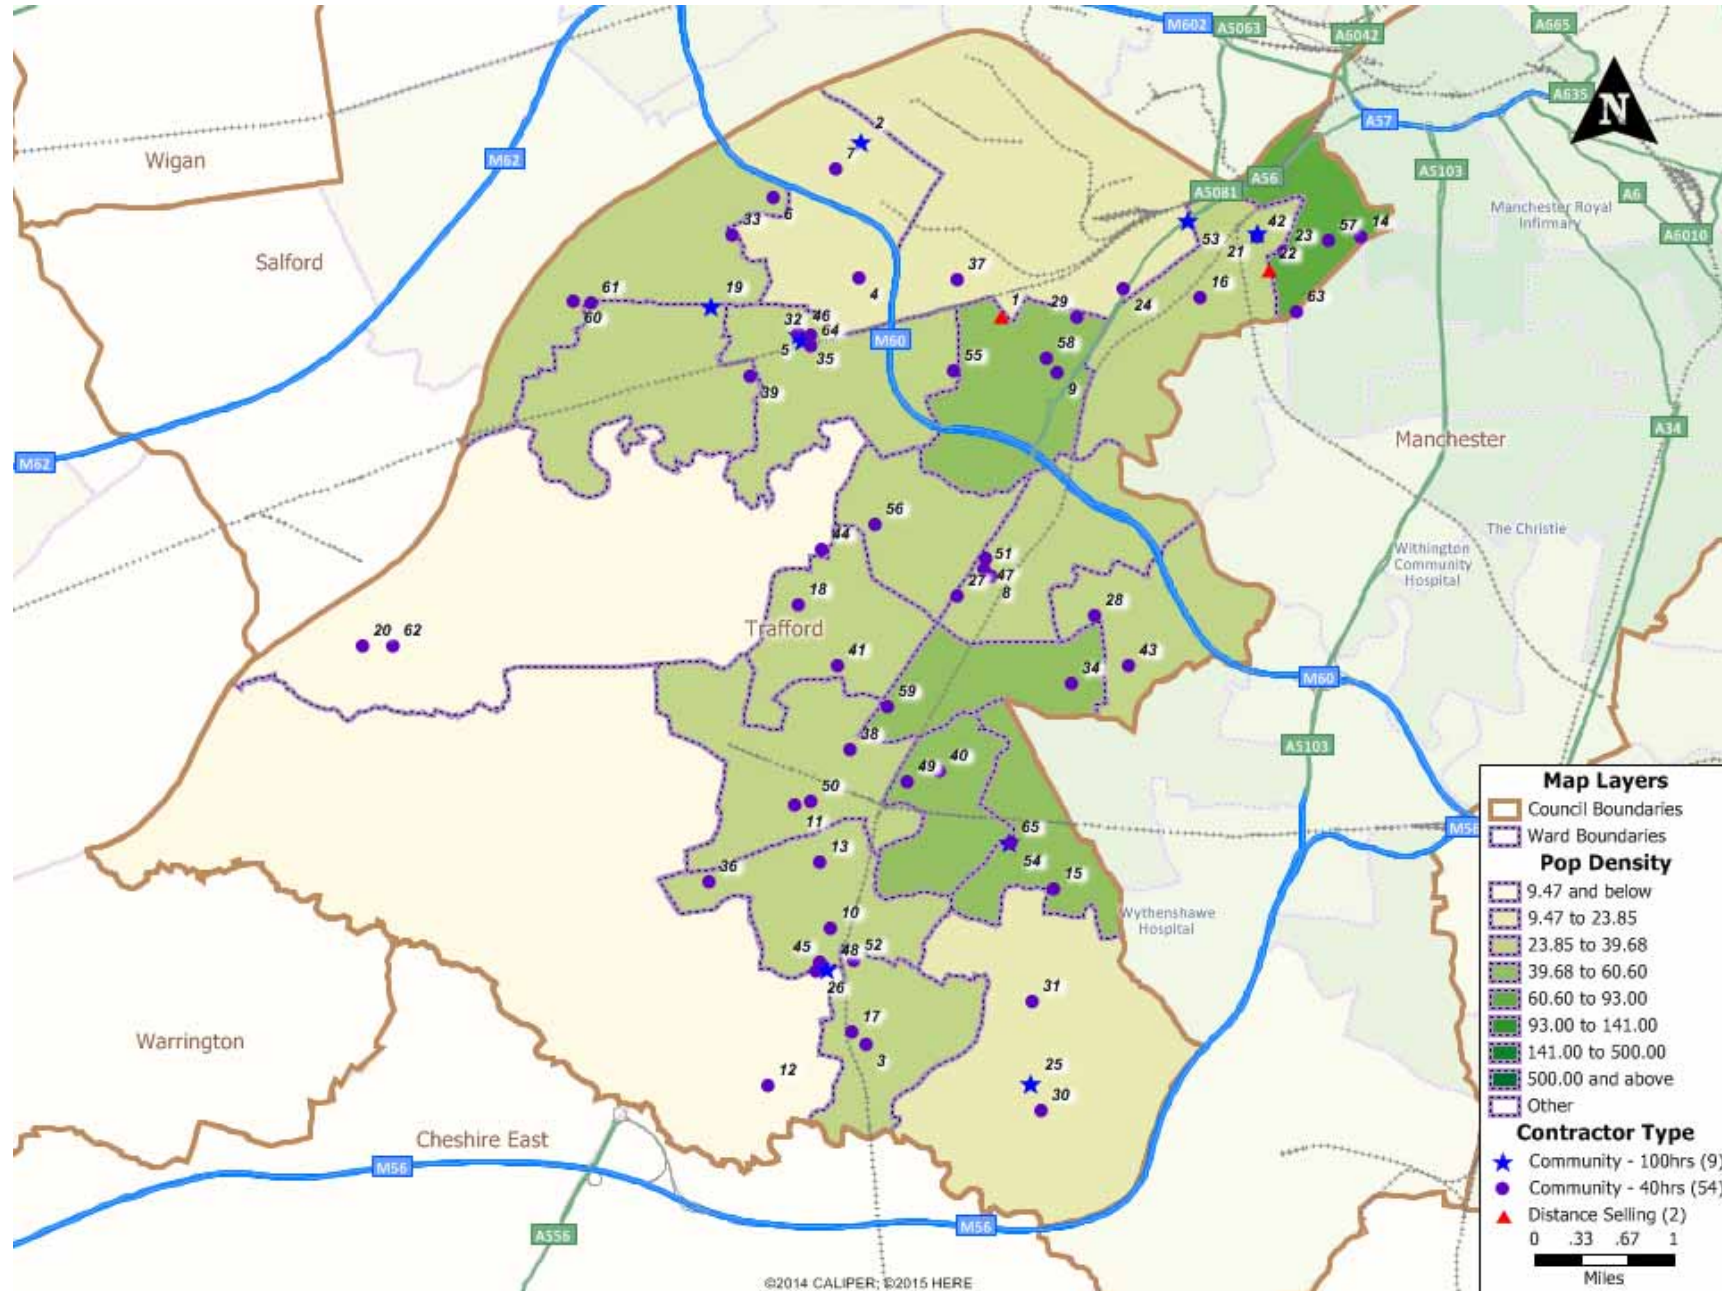 M602
A5063
A6042
A665
A635
N
A57
A5103
A6
A6010
Manchester Royal
Infirmary
Wigan
M62
2
7
A56
A5081
Salford
6
33
42
53
21
23
22
57
14
61
60
19
4
37
1
29
24
16
63
32
46
64
5
35
M60
55
58
9
39
M62
Manchester
A34
56
44
The Christie
Withington
Community
Hospital
51
27
47
8
18
28
Trafford
20
62
41
43
34
M60
59
38
A5103
49
40
50
11
65
54
M56
13
36
15
10
Wythenshawe
Hospital
45
48
52
26
31
17
3
Warrington
12
25
30
Cheshire East
M56
A556
M56
©2014 CALIPER; ©2015 HERE
Map Layers
Council Boundaries
Ward Boundaries
Pop Density
9.47 and below
9.47 to 23.85
23.85 to 39.68
39.68 to 60.60
60.60 to 93.00
93.00 to 141.00
141.00 to 500.00
500.00 and above
Other
Contractor Type
Community - 100hrs (9)
Community - 40hrs (54)
Distance Selling (2)
0 .33 .67 1
Miles